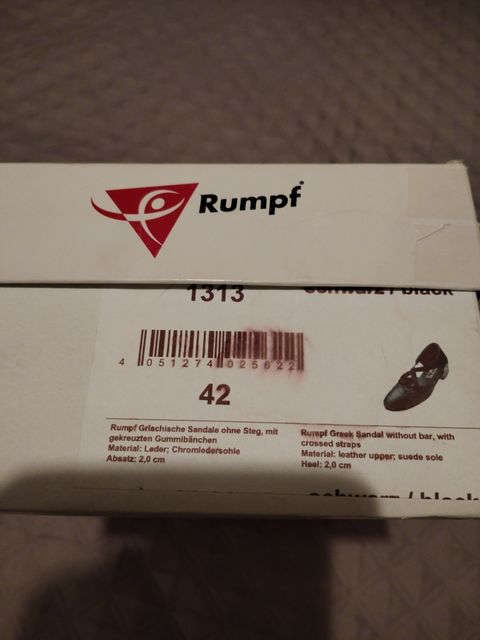 Rumpf
1313 schwarz / black
4 051274 025622
42
Rumpf Grischische Sandale ohne Steg, mit
gekreuzten Gummibänchen
Material: Leder; Chromledersohle
Absatz: 2,0 cm
Rumpf Greek Sandal without bar, with
crossed straps
Material: leather upper; suede sole
Heel: 2,0 cm
schwarz / black